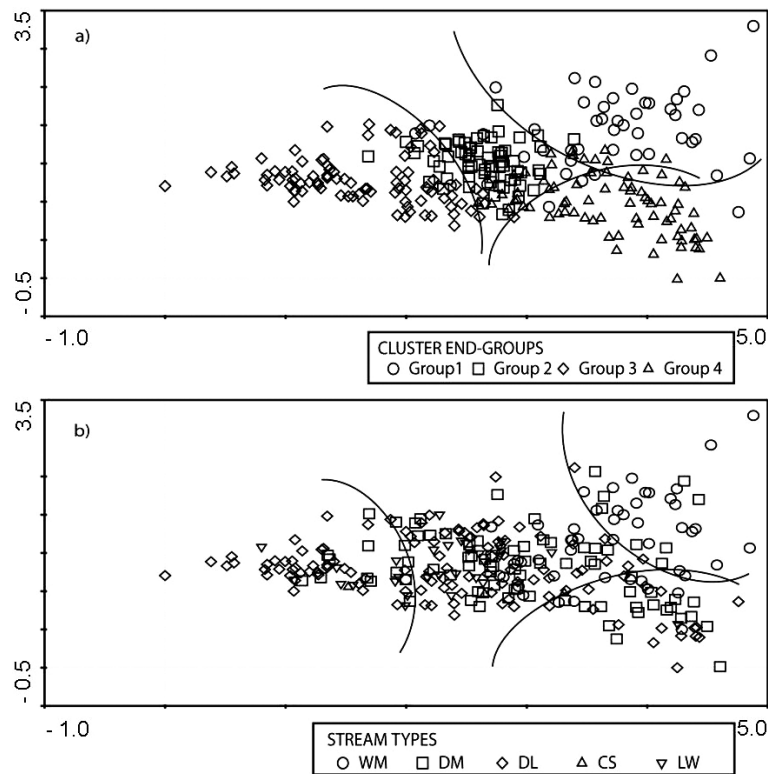 3.5
a)
- 0.5
- 1.0
5.0
CLUSTER END-GROUPS
Group1 Group 2 Group 3 Group 4
3.5
b)
- 0.5
- 1.0
5.0
STREAM TYPES
WM DM DL CS LW